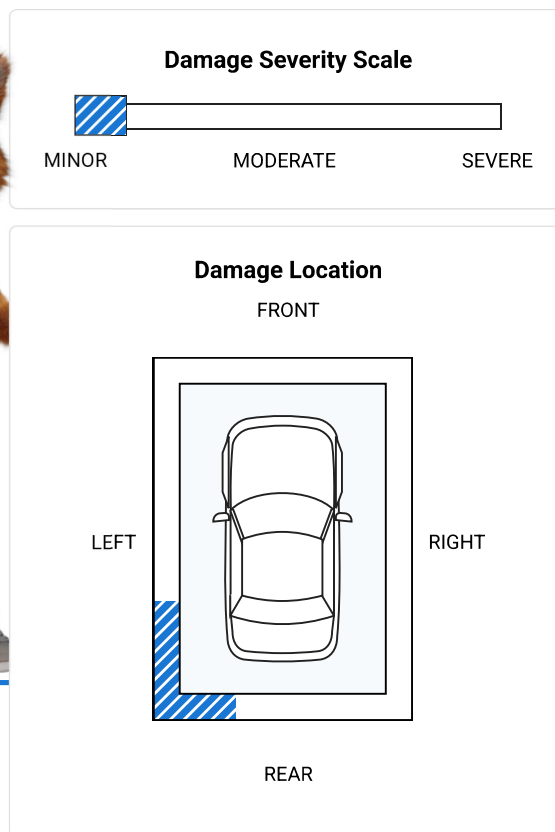 Damage Severity Scale
MINOR MODERATE SEVERE
Damage Location
FRONT
LEFT RIGHT
REAR